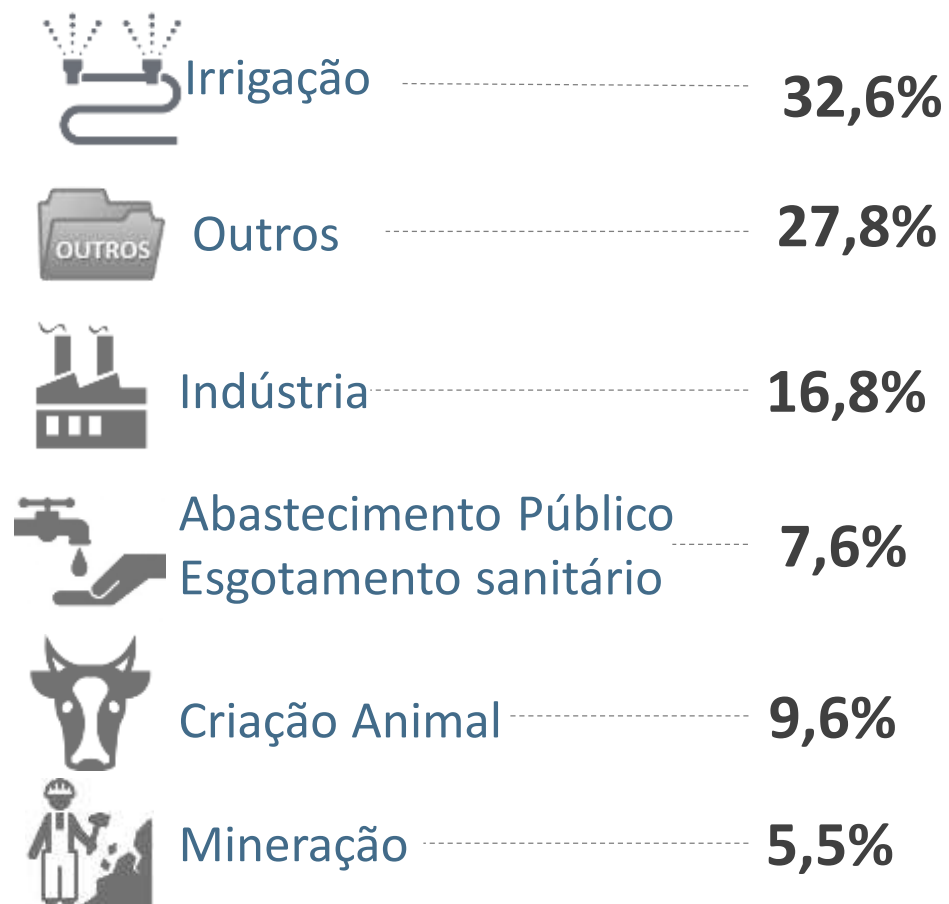 Irrigação 32,6%
OUTROS Outros 27,8%
Indústria 16,8%
Abastecimento Público
Esgotamento sanitário 7,6%
Criação Animal 9,6%
Mineração 5,5%